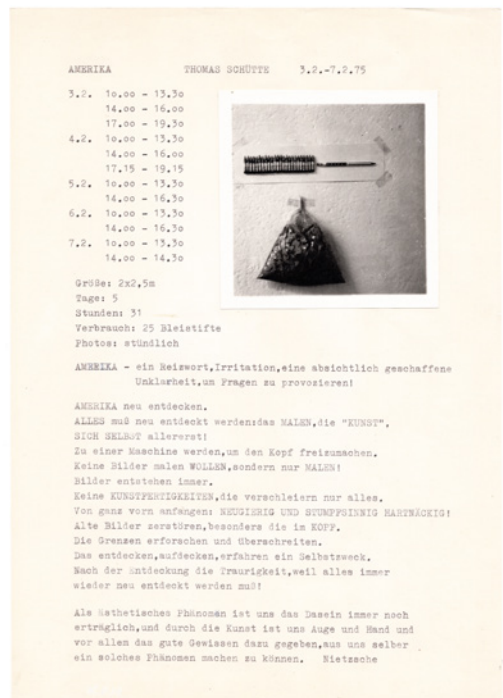 AMERIKA THOMAS SCHÜTTE 3.2.-7.2.75
3.2. 10.00 - 13.30
14.00 - 16.00
17.00 - 19.30
4.2. 10.00 - 13.30
14.00 - 16.00
17.15 - 19.15
5.2. 10.00 - 13.30
14.00 - 16.30
6.2. 10.00 - 13.30
14.00 - 16.30
7.2. 10.00 - 13.30
14.00 - 14.30
Größe: 2x2,5m
Tage: 5
Stunden: 31
Verbrauch: 25 Bleistifte
Photos: stündlich
AMERIKA - ein Reizwort,Irritation,eine absichtlich geschaffene
Unklarheit,um Fragen zu provozieren!
AMERIKA neu entdecken.
ALLES muß neu entdeckt werden:das MALEN,die "KUNST",
SICH SELBST allererst!
Zu einer Maschine werden,um den Kopf freizumachen.
Keine Bilder malen WOLLEN,sondern nur MALEN!
Bilder entstehen immer.
Keine KUNSTFERTIGKEITEN,die verschleiern nur alles.
Von ganz vorn anfangen: NEUGIERIG UND STUMPFSINNIG HARTNÄCKIG!
Alte Bilder zerstören,besonders die im KOPF.
Die Grenzen erforschen und überschreiten.
Das entdecken,aufdecken,erfahren ein Selbstzweck.
Nach der Entdeckung die Traurigkeit,weil alles immer
wieder neu entdeckt werden muß!
Als ästhetisches Phänomen ist uns das Dasein immer noch
erträglich,und durch die Kunst ist uns Auge und Hand und
vor allem das gute Gewissen dazu gegeben,aus uns selber
ein solches Phänomen machen zu können. Nietzsche